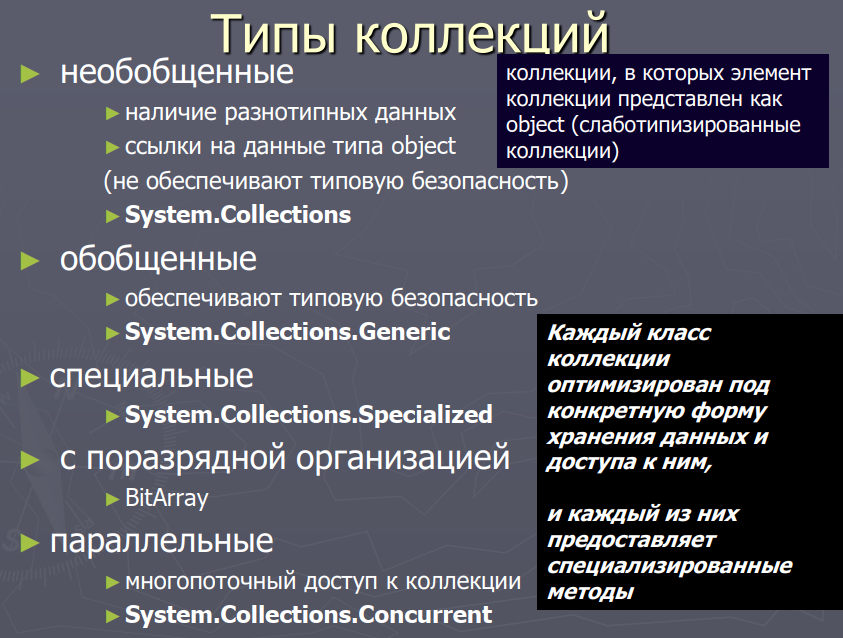 Типы коллекций
► необобщенные
►наличие разнотипных данных
►ссылки на данные типа object
(не обеспечивают типовую безопасность)
►System.Collections
коллекции, в которых элемент
коллекции представлен как
object (слаботипизированные
коллекции)
► обобщенные
►обеспечивают типовую безопасность
►System.Collections.Generic
►специальные
►System.Collections.Specialized
► с поразрядной организацией
►BitArray
►параллельные
►многопоточный доступ к коллекции
►System.Collections.Concurrent
Каждый класс
коллекции
оптимизирован под
конкретную форму
хранения данных и
доступа к ним,
и каждый из них
предоставляет
специализированные
методы